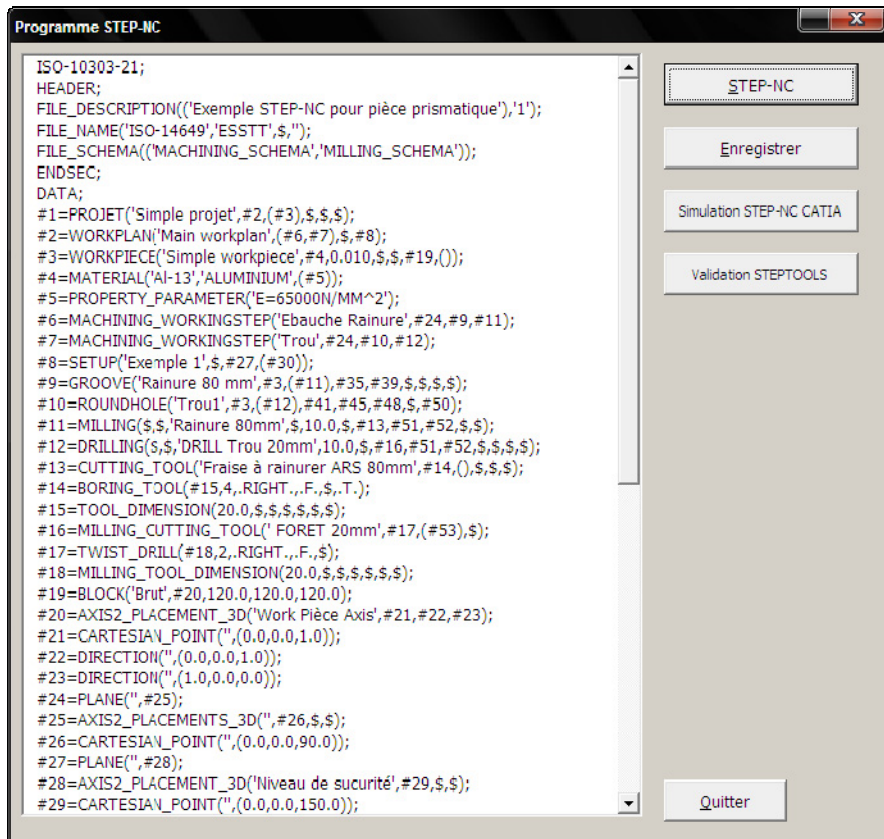 Programme STEP-NC
ISO-10303-21;
HEADER;
FILE_DESCRIPTION(('Exemple STEP-NC pour pièce prismatique'),'1');
FILE_NAME('ISO-14649','ESSTT',$,'');
FILE_SCHEMA(('MACHINING_SCHEMA','MILLING_SCHEMA'));
ENDSEC;
DATA;
#1=PROJET('Simple projet',#2,(#3),$,$,$);
#2=WORKPLAN('Main workplan',(#6,#7),$,#8);
#3=WORKPIECE('Simple workpiece',#4,0.010,$,$,#19,());
#4=MATERIAL('Al-13','ALUMINIUM',(#5));
#5=PROPERTY_PARAMETER('E=65000N/MM^2');
#6=MACHINING_WORKINGSTEP('Ebauche Rainure',#24,#9,#11);
#7=MACHINING_WORKINGSTEP('Trou',#24,#10,#12);
#8=SETUP('Exemple 1',$,#27,(#30));
#9=GROOVE('Rainure 80 mm',#3,(#11),#35,#39,$,$,$,$);
#10=ROUNDHOLE('Trou1',#3,(#12),#41,#45,#48,$,#50);
#11=MILLING($,$,'Rainure 80mm',$,10.0,$,#13,#51,#52,$,$);
#12=DRILLING($,$,'DRILL Trou 20mm',10.0,$,#16,#51,#52,$,$,$,$);
#13=CUTTING_TOOL('Fraise à rainurer ARS 80mm',#14,(),$,$,$);
#14=BORING_TOOL(#15,4,.RIGHT.,.F.,$,.T.);
#15=TOOL_DIMENSION(20.0,$,$,$,$,$,$);
#16=MILLING_CUTTING_TOOL(' FORET 20mm',#17,(#53),$);
#17=TWIST_DRILL(#18,2,.RIGHT.,.F.,$);
#18=MILLING_TOOL_DIMENSION(20.0,$,$,$,$,$,$);
#19=BLOCK('Brut',#20,120.0,120.0,120.0);
#20=AXIS2_PLACEMENT_3D('Work Pièce Axis',#21,#22,#23);
#21=CARTESIAN_POINT('',(0.0,0.0,1.0));
#22=DIRECTION('',(0.0,0.0,1.0));
#23=DIRECTION('',(1.0,0.0,0.0));
#24=PLANE('',#25);
#25=AXIS2_PLACEMENTS_3D('',#26,$,$);
#26=CARTESIAN_POINT('',(0.0,0.0,90.0));
#27=PLANE('',#28);
#28=AXIS2_PLACEMENT_3D('Niveau de sucurité',#29,$,$);
#29=CARTESIAN_POINT('',(0.0,0.0,150.0));
STEP-NC
Enregistrer
Simulation STEP-NC CATIA
Validation STEPTOOLS
Quitter